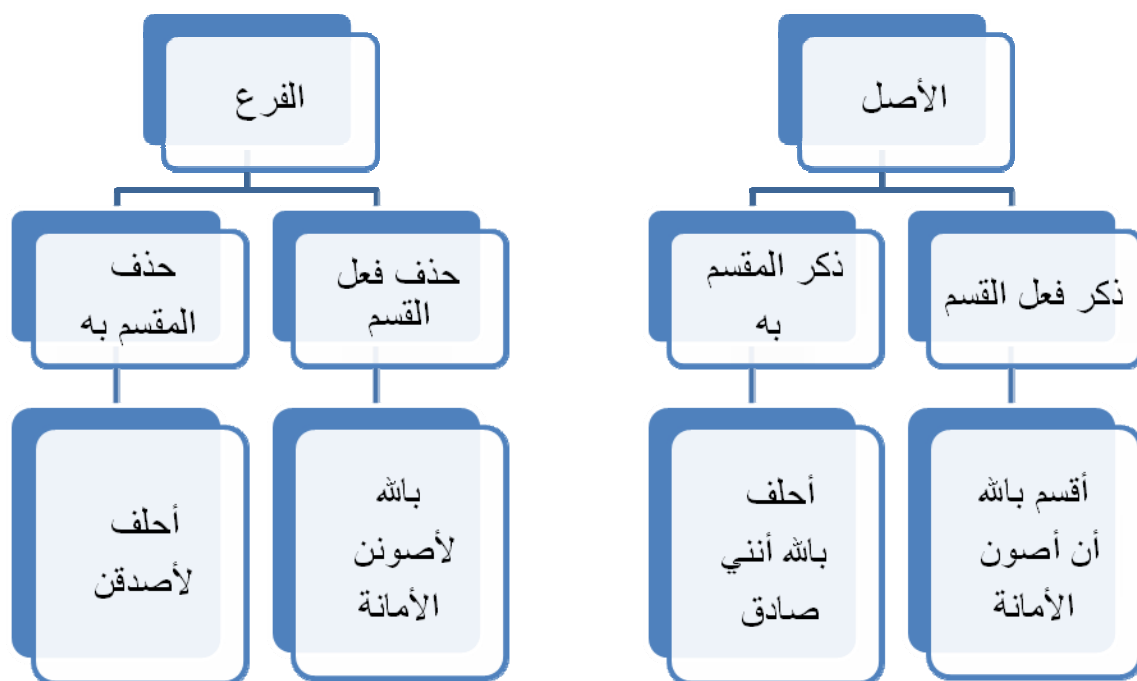 الأصل
ذكر فعل القسم
أقسم بالله
أن أصون
الأمانة
ذكر المقسم
به
أحلف
بالله أنني
صادق
الفرع
حذف فعل
القسم
بالله
لأصونن
الأمانة
حذف
المقسم به
أحلف
لأصدقن